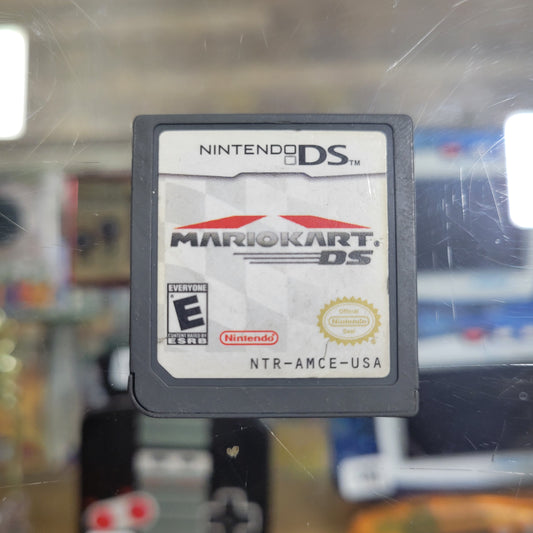 NINTENDO DS TM
MARIOKART®
DS
EVERYONE
E
CONTENT RATED BY
ESRB
Nintendo
Official
Nintendo
Seal
NTR-AMCE-USA